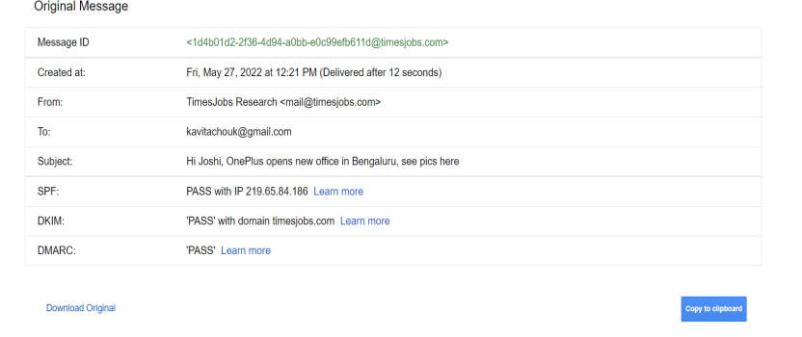 Original Message
Message ID <1d4b01d2-2f36-4d94-a0bb-e0c99efb611d@timesjobs.com>
Created at: Fri, May 27, 2022 at 12:21 PM (Delivered after 12 seconds)
From: TimesJobs Research <mail@timesjobs.com>
To: kavitachouk@gmail.com
Subject: Hi Joshi, OnePlus opens new office in Bengaluru, see pics here
SPF: PASS with IP 219.65.84.186 Learn more
DKIM: 'PASS' with domain timesjobs.com Learn more
DMARC: 'PASS' Learn more
Download Original Copy to clipboard